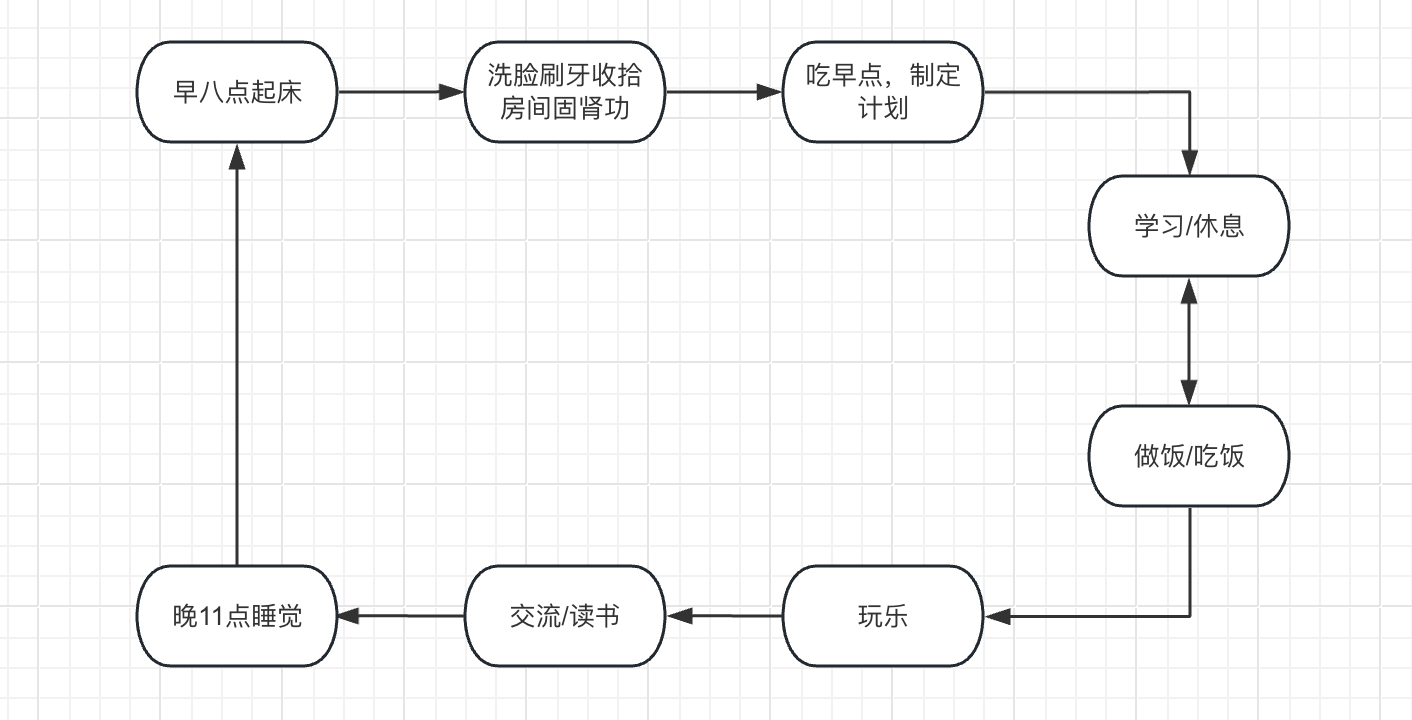 早八点起床
洗脸刷牙收拾
房间固肾功
吃早点，制定
计划
学习/休息
做饭/吃饭
玩乐
交流/读书
晚11点睡觉